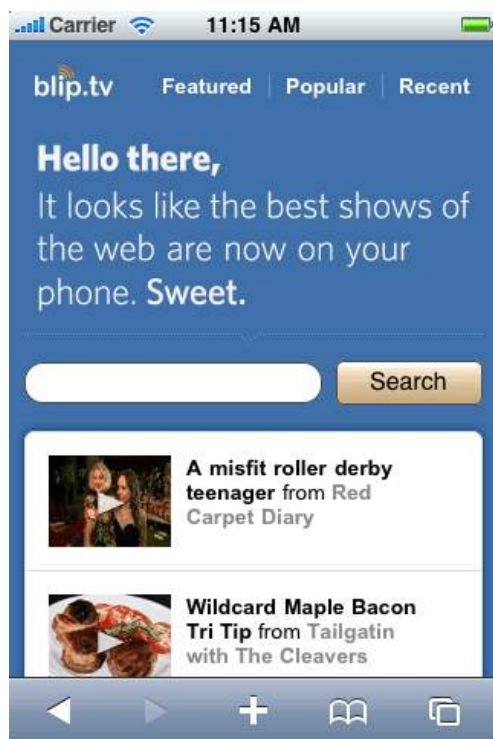 Carrier 11:15 AM
blip.tv Featured Popular Recent
Hello there,
It looks like the best shows of
the web are now on your
phone. Sweet.
Search
A misfit roller derby
teenager from Red
Carpet Diary
Wildcard Maple Bacon
Tri Tip from Tailgatin
with The Cleavers